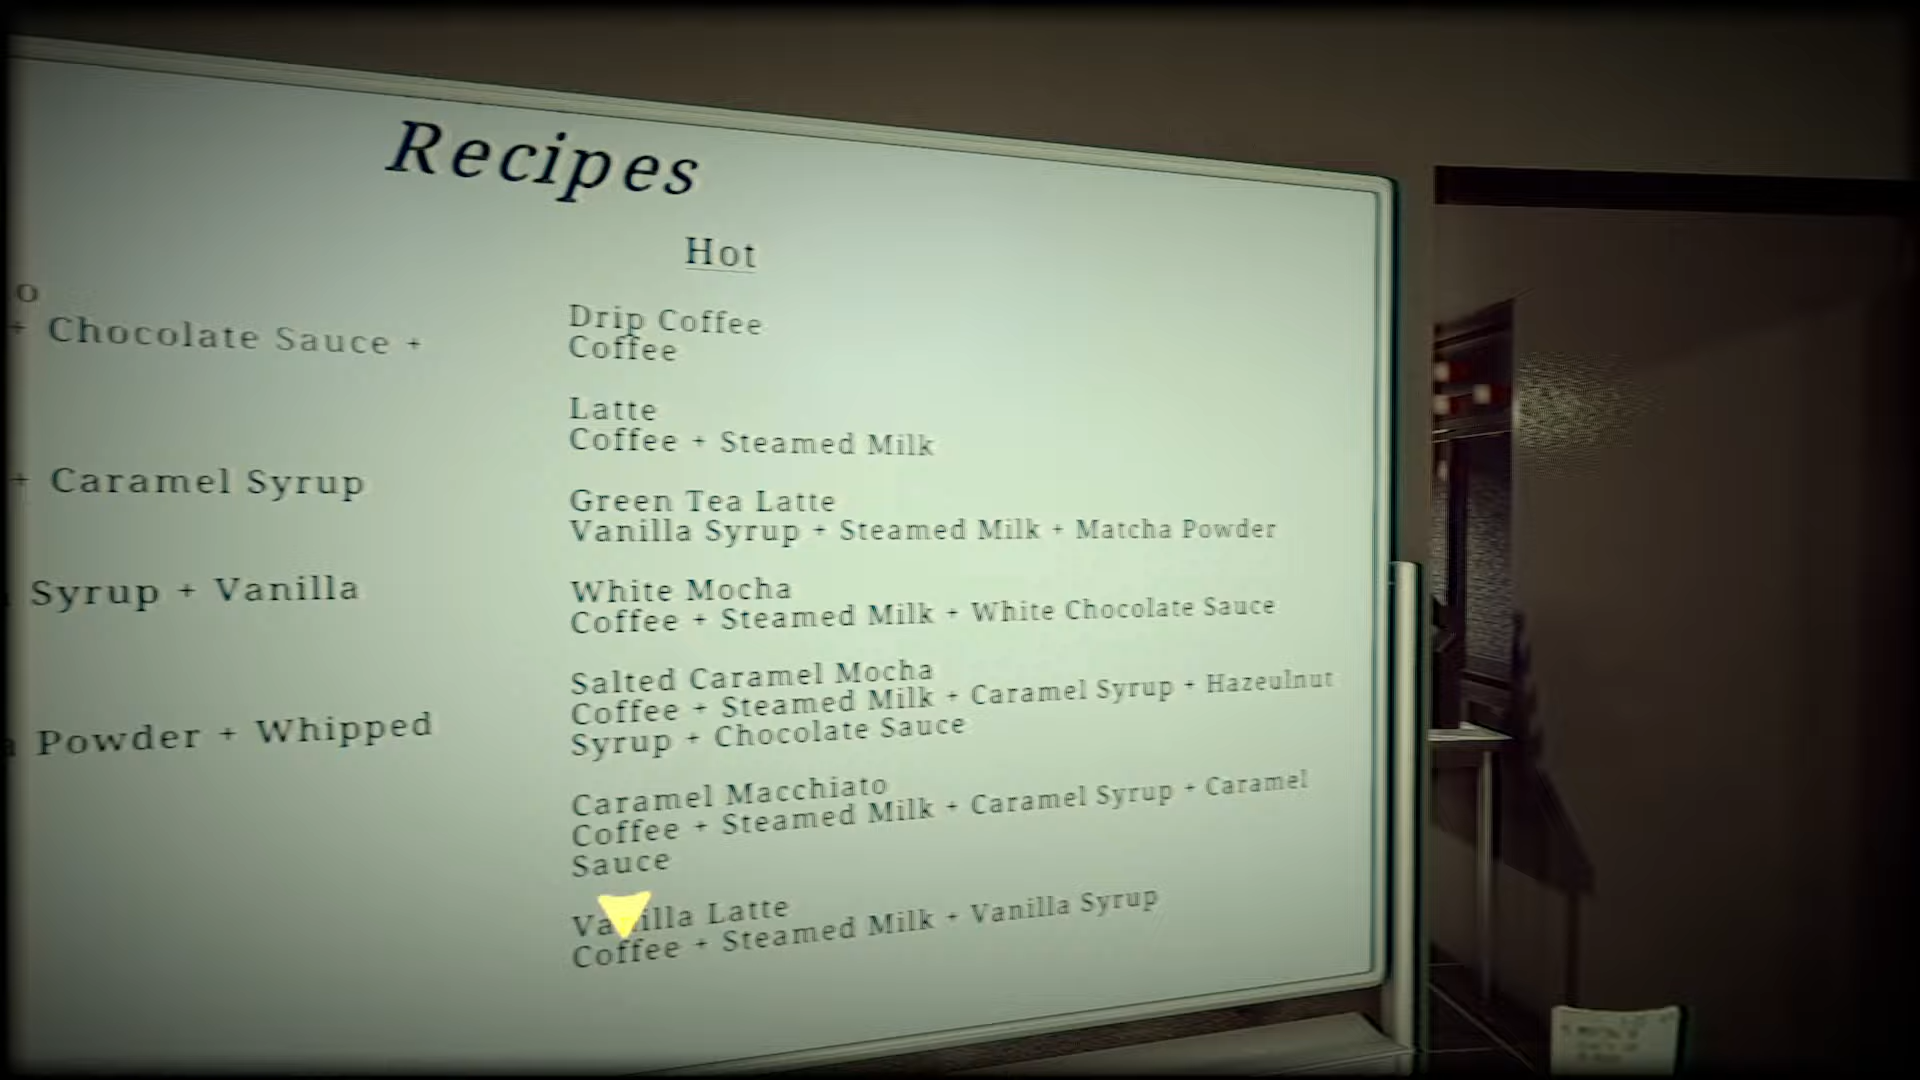 Recipes
o
+ Chocolate Sauce +
+ Caramel Syrup
Syrup + Vanilla
Powder + Whipped
Hot
Drip Coffee
Coffee
Latte
Coffee + Steamed Milk
Green Tea Latte
Vanilla Syrup + Steamed Milk + Matcha Powder
White Mocha
Coffee + Steamed Milk + White Chocolate Sauce
Salted Caramel Mocha
Coffee + Steamed Milk + Caramel Syrup + Hazeulnut
Syrup + Chocolate Sauce
Caramel Macchiato
Coffee + Steamed Milk + Caramel Syrup + Caramel
Sauce
Vanilla Latte
Coffee + Steamed Milk + Vanilla Syrup